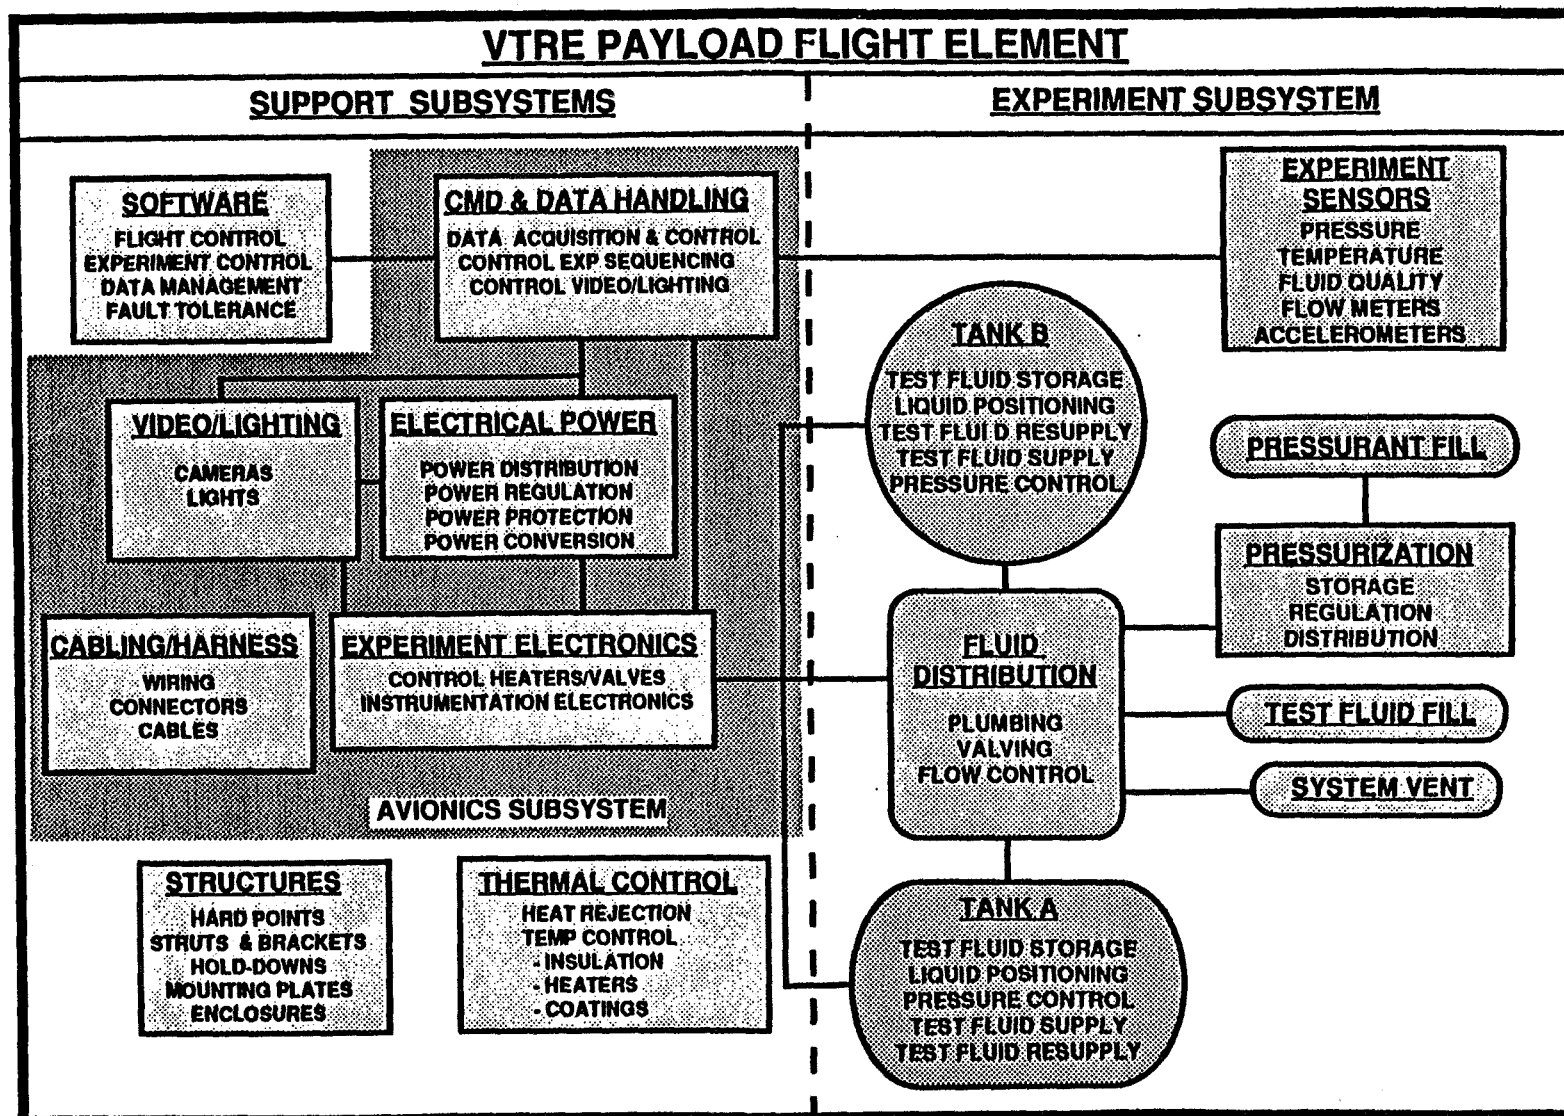 VTRE PAYLOAD FLIGHT ELEMENT
SUPPORT SUBSYSTEMS
EXPERIMENT SUBSYSTEM
SOFTWARE
FLIGHT CONTROL
EXPERIMENT CONTROL
DATA MANAGEMENT
FAULT TOLERANCE
CMD & DATA HANDLING
DATA ACQUISITION & CONTROL
CONTROL EXP SEQUENCING
CONTROL VIDEO/LIGHTING
VIDEO/LIGHTING
CAMERAS
LIGHTS
ELECTRICAL POWER
POWER DISTRIBUTION
POWER REGULATION
POWER PROTECTION
POWER CONVERSION
CABLING/HARNESS
WIRING
CONNECTORS
CABLES
EXPERIMENT ELECTRONICS
CONTROL HEATERS/VALVES
INSTRUMENTATION ELECTRONICS
AVIONICS SUBSYSTEM
STRUCTURES
HARD POINTS
STRUTS & BRACKETS
HOLD-DOWNS
MOUNTING PLATES
ENCLOSURES
THERMAL CONTROL
HEAT REJECTION
TEMP CONTROL
- INSULATION
- HEATERS
- COATINGS
EXPERIMENT
SENSORS
PRESSURE
TEMPERATURE
FLUID QUALITY
FLOW METERS
ACCELEROMETERS
TANK B
TEST FLUID STORAGE
LIQUID POSITIONING
TEST FLUID RESUPPLY
TEST FLUID SUPPLY
PRESSURE CONTROL
PRESSURANT FILL
PRESSURIZATION
STORAGE
REGULATION
DISTRIBUTION
FLUID
DISTRIBUTION
PLUMBING
VALVING
FLOW CONTROL
TEST FLUID FILL
SYSTEM VENT
TANK A
TEST FLUID STORAGE
LIQUID POSITIONING
PRESSURE CONTROL
TEST FLUID SUPPLY
TEST FLUID RESUPPLY